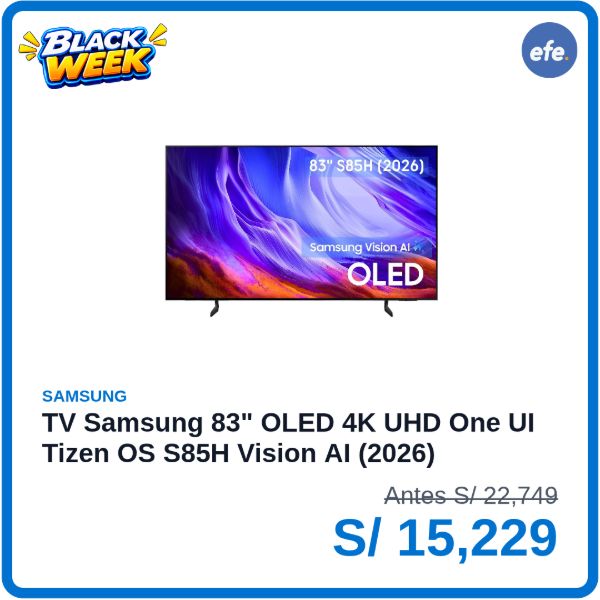 BLACK
WEEK
efe.
83" S85H (2026)
Samsung Vision AI
OLED
SAMSUNG
TV Samsung 83" OLED 4K UHD One UI
Tizen OS S85H Vision AI (2026)
Antes S/ 22,749
S/ 15,229